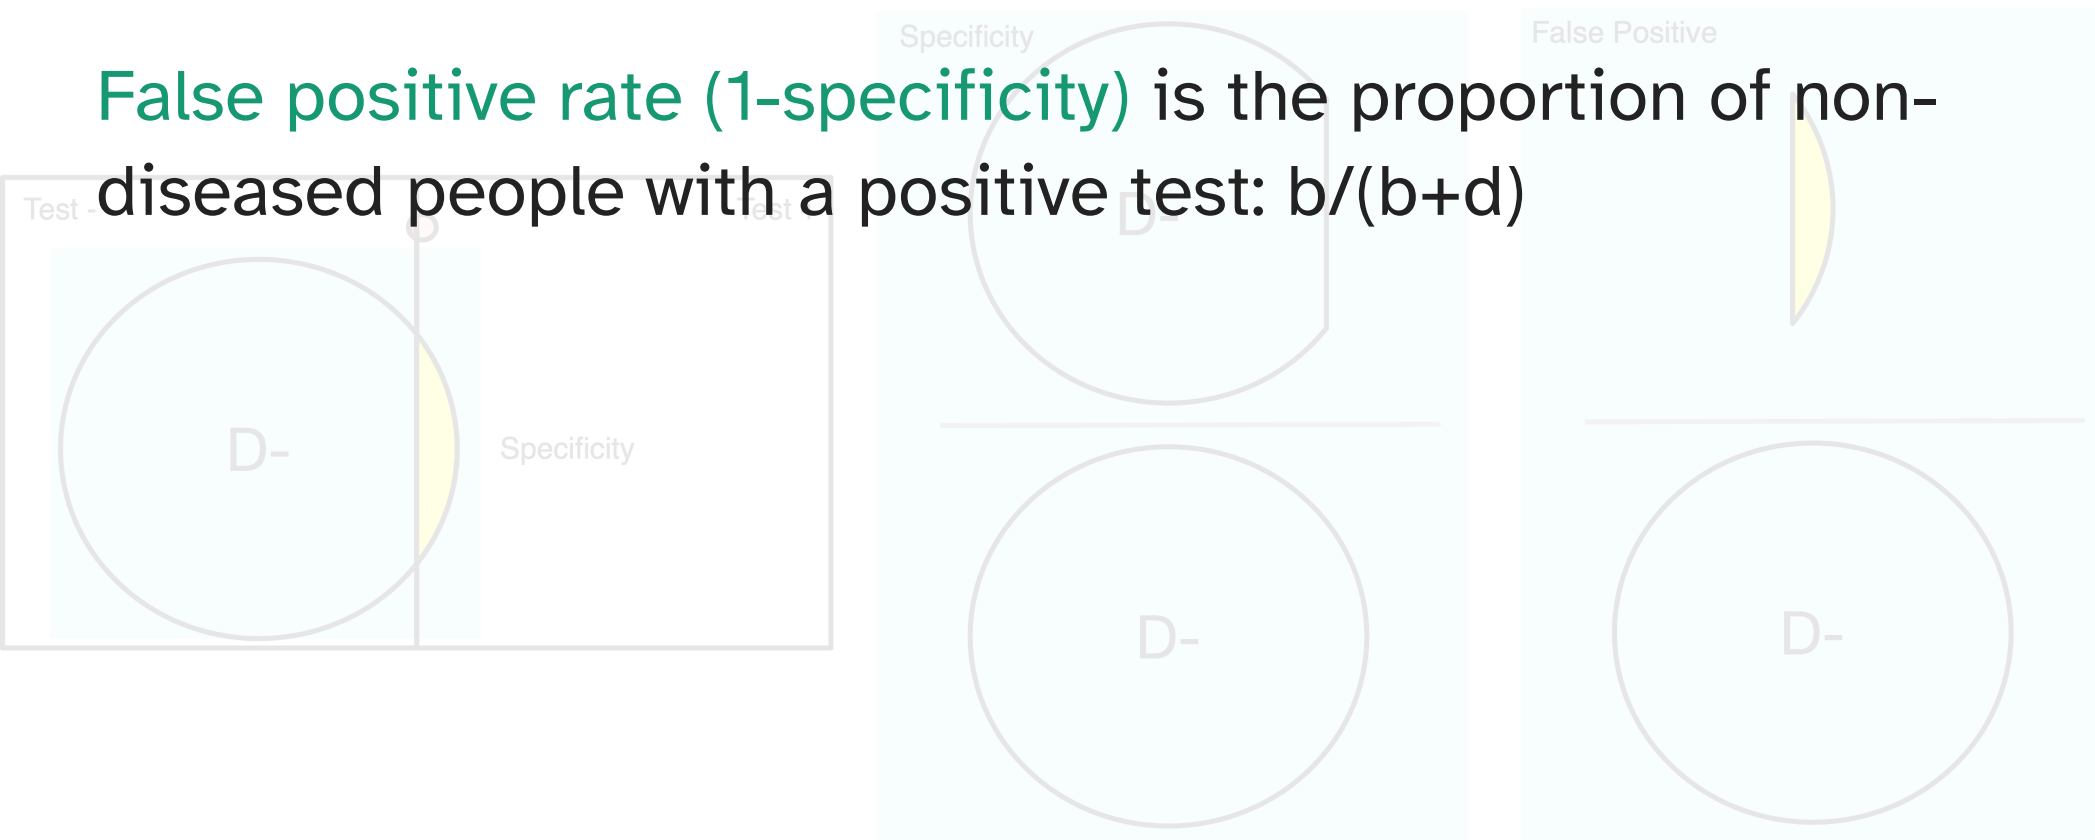 False positive rate (1-specificity) is the proportion of non-
diseased people with a positive test: b/(b+d)
Test -
Test
D-
Specificity
Specificity
D-
D-
False Positive
D-